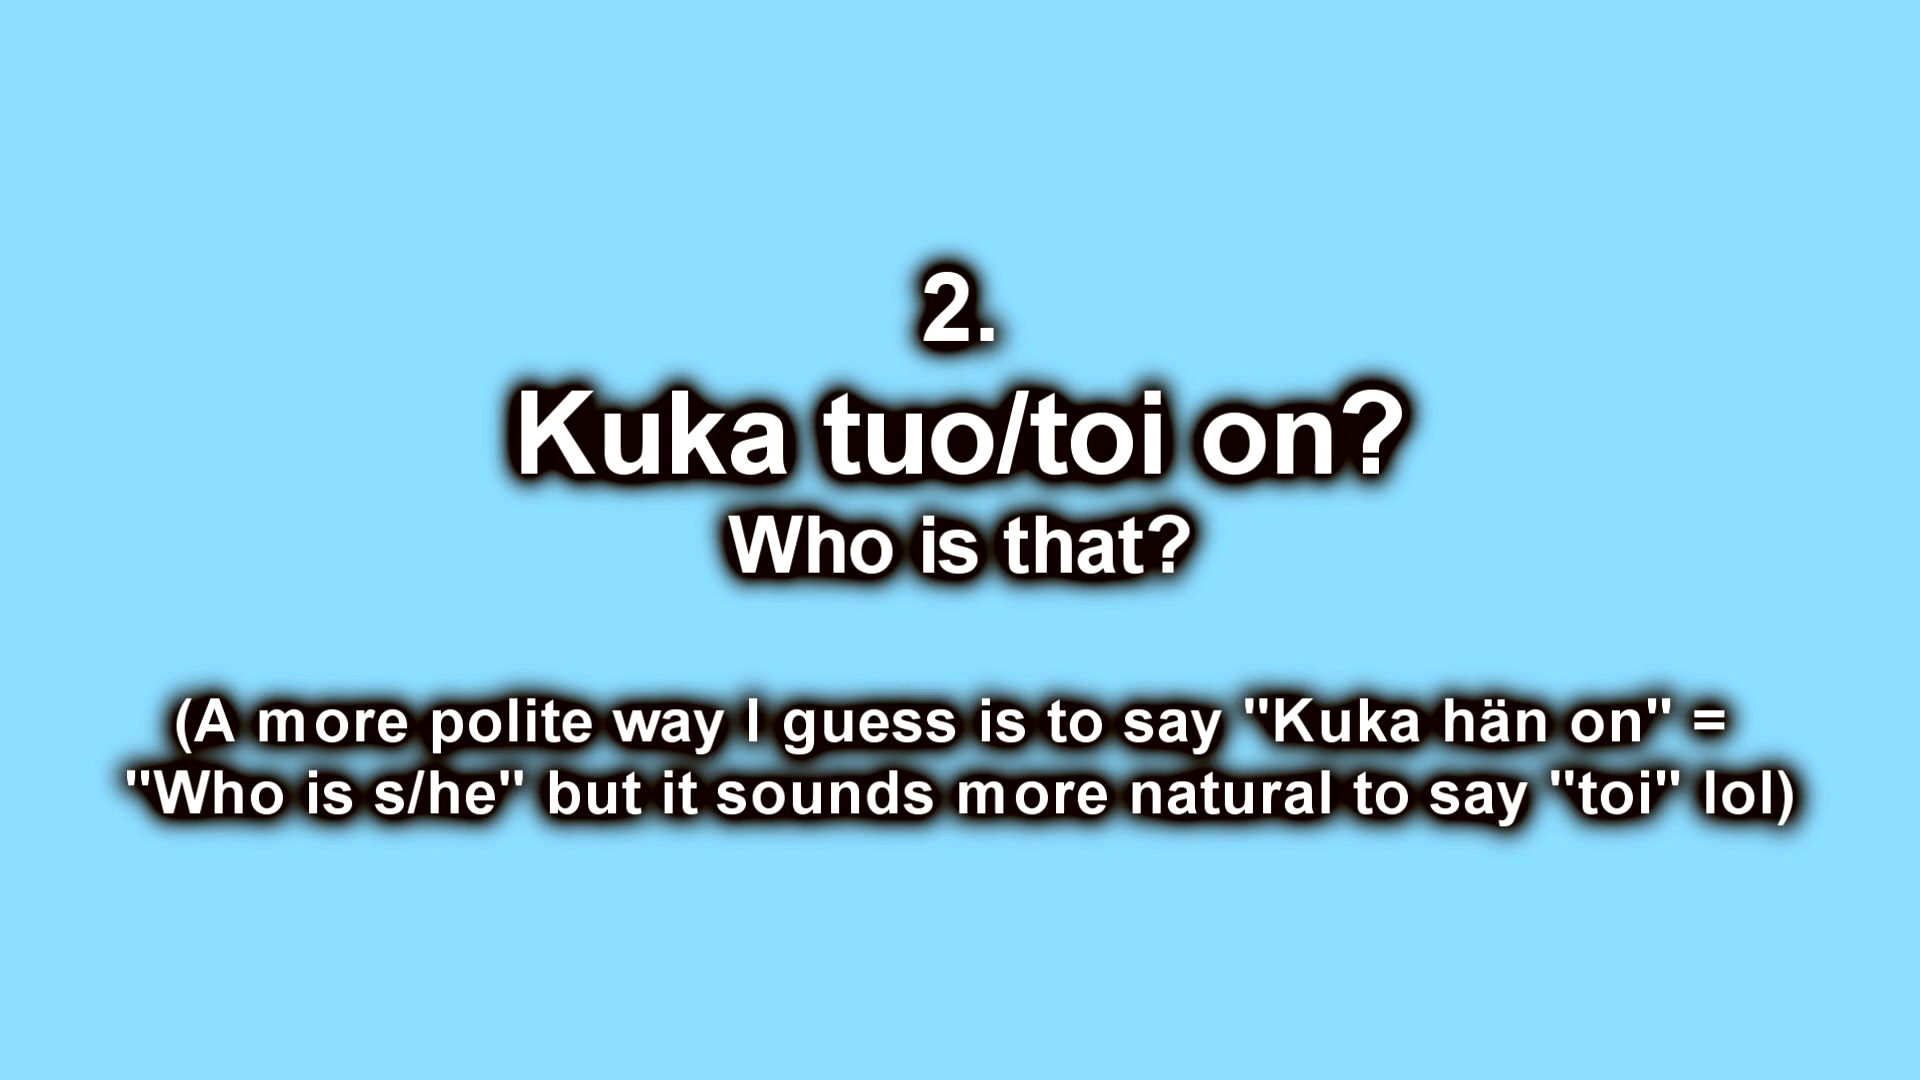 2.
Kuka tuo/toi on?
Who is that?
(A more polite way I guess is to say "Kuka hän on" =
"Who is s/he" but it sounds more natural to say "toi" lol)